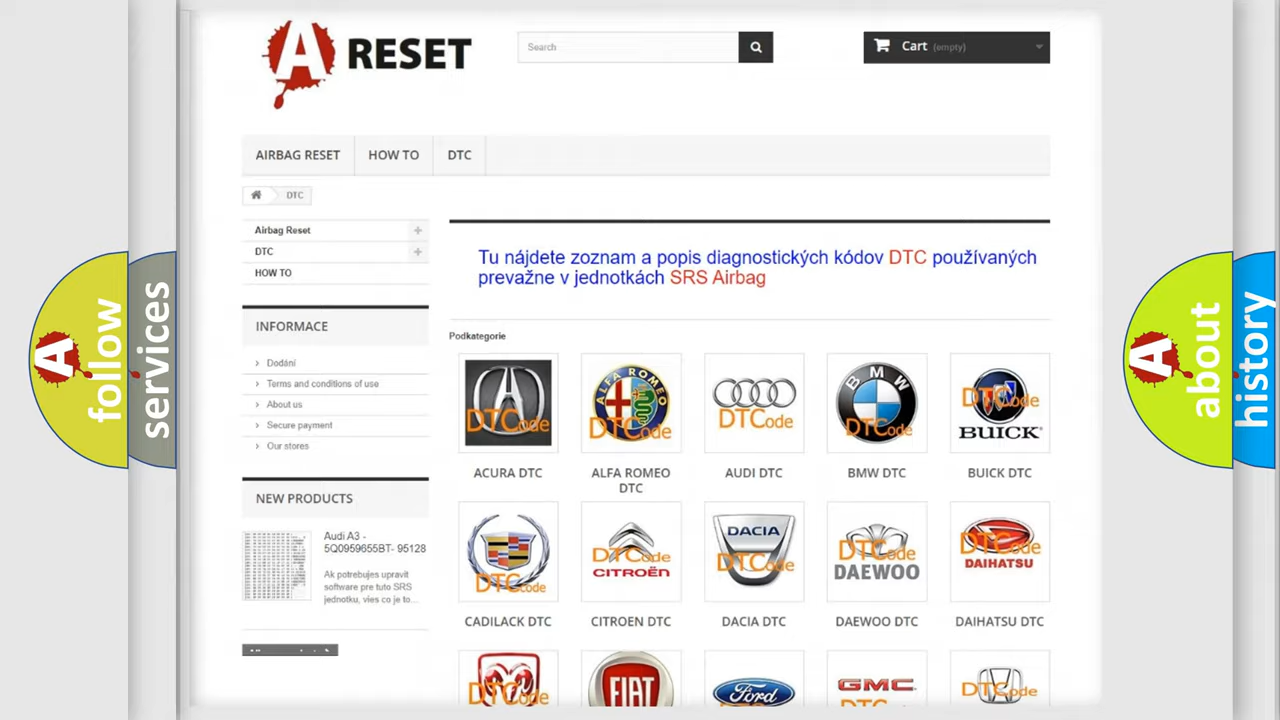 A RESET
Search
Cart (empty)
AIRBAG RESET
HOW TO
DTC
DTC
Airbag Reset
DTC
HOW TO
INFORMACE
Dodání
Terms and conditions of use
About us
Secure payment
Our stores
NEW PRODUCTS
Audi A3 -
5Q0959655BT- 95128
Ak potrebujes upravit
software pre tuto SRS
jednotku, vies co je to...
Tu nájdete zoznam a popis diagnostických kódov DTC používaných
prevažne v jednotkách SRS Airbag
Podkategorie
DTCode
ALFA ROMEO
DTCode
DTCode
BMW
DTCode
DTCode
BUICK
ACURA DTC
ALFA ROMEO
DTC
AUDI DTC
BMW DTC
BUICK DTC
DTCode
DTCode
CITROËN
DACIA
DTCode
DTCode
DAEWOO
DTCode
DAIHATSU
CADILACK DTC
CITROEN DTC
DACIA DTC
DAEWOO DTC
DAIHATSU DTC
DTCode
FIAT
Ford
GMC
DTCode
A follow
services
A about
history